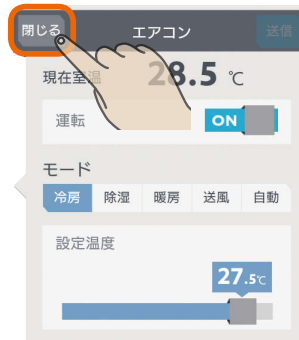 閉じる エアコン 送信
現在室温 28.5 ℃
運転 ON
モード
冷房 除湿 暖房 送風 自動
設定温度
27.5℃